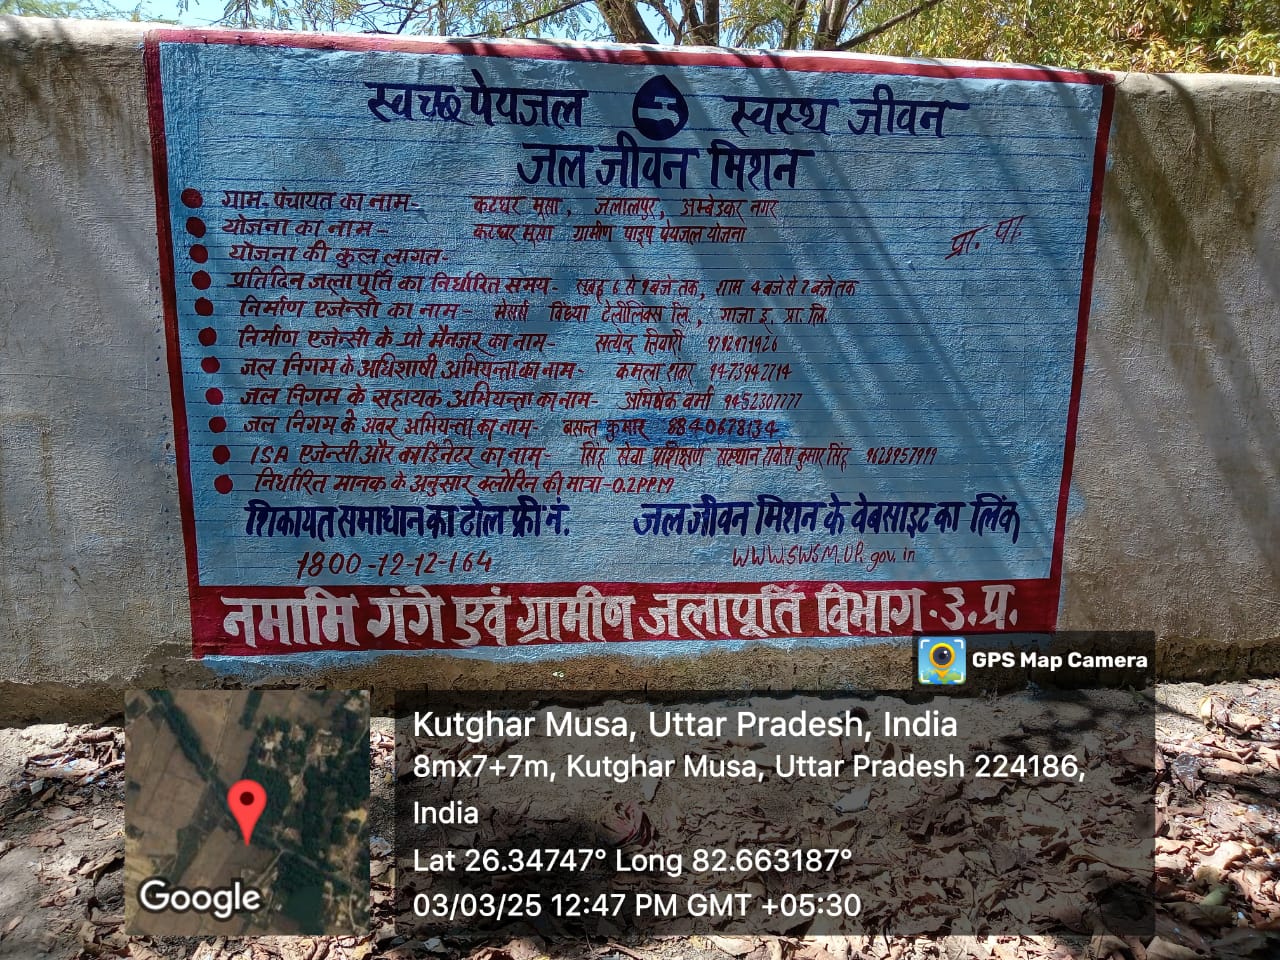 स्वच्छ पेयजल स्वस्थ जीवन
जल जीवन मिशन
ग्राम पंचायत का नाम- कटघर मूसा, जलालपुर, अम्बेडकर नगर
योजना का नाम- कटघर मूसा ग्रामीण पाइप पेयजल योजना
प्रा. पा.
योजना की कुल लागत-
प्रतिदिन जलापूर्ति का निर्धारित समय- सुबह 6 से 9 बजे तक, शाम 4 बजे से 7 बजे तक
निर्माण एजेन्सी का नाम- मेसर्स विंध्या टेलीलिंक्स लि., गाजा इं. प्रा. लि.
निर्माण एजेन्सी के प्रो मैनेजर का नाम- सत्येन्द्र तिवारी
जल निगम के अधिशाषी अभियन्ता का नाम- कमला शंकर 9473942714
जल निगम के सहायक अभियन्ता का नाम- अभिषेक वर्मा 9452307777
जल निगम के अवर अभियन्ता का नाम- बसन्त कुमार 8840678134
ISA एजेन्सी और क्वार्डिनेटर का नाम- सिंह सेवा प्रशिक्षण संस्थान राकेश कुमार सिंह
निर्धारित मानक के अनुसार क्लोरिन की मात्रा-0.2PPM
शिकायत समाधान का टोल फ्री नं. जल जीवन मिशन के वेबसाइट का लिंक
1800-12-12-164 WWW.SWSM.UP.gov.in
नमामि गंगे एवं ग्रामीण जलापूर्ति विभाग. उ.प्र.
GPS Map Camera
Kutghar Musa, Uttar Pradesh, India
8mx7+7m, Kutghar Musa, Uttar Pradesh 224186,
India
Lat 26.34747° Long 82.663187°
03/03/25 12:47 PM GMT +05:30
Google